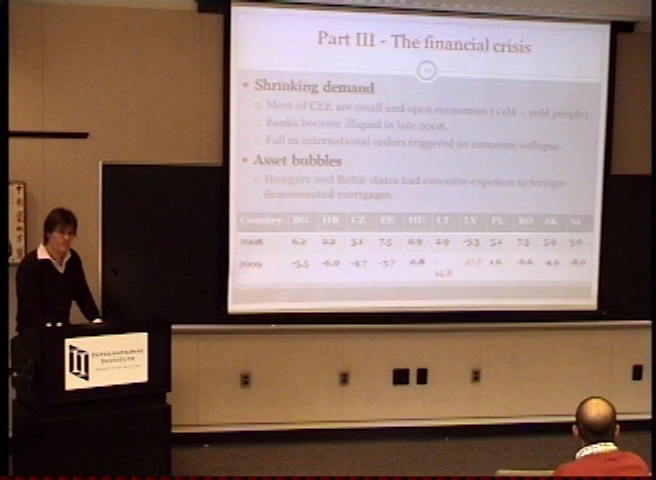 Part III - The financial crisis
Shrinking demand
Most of CEE are small and open economies (<1M – 10M people).
Banks became illiquid in late 2008.
Fall in international orders triggered an economic collapse.
Asset bubbles
Hungary and Baltic states had excessive exposure to foreign-
denominated mortgages.
Country BG HR CZ EE HU LT LV PL RO SK SI
2008 6.2 2.2 3.1 7.5 0.9 2.9 -3.3 5.1 7.3 5.9 3.6
2009 -5.5 -6.0 -4.7 -3.7 -6.8 -14.8 1.6 -6.6 -4.9 -8.0
INTERNATIONAL
INSTITUTE